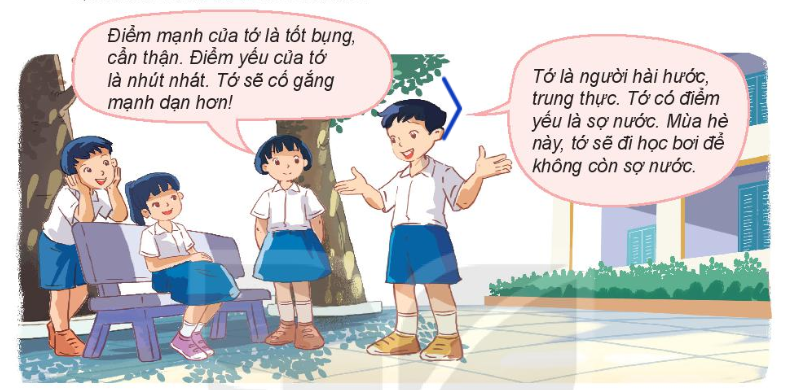 Điểm mạnh của tớ là tốt bụng,
cẩn thận. Điểm yếu của tớ
là nhút nhát. Tớ sẽ cố gắng
mạnh dạn hơn!
Tớ là người hài hước,
trung thực. Tớ có điểm
yếu là sợ nước. Mùa hè
này, tớ sẽ đi học bơi để
không còn sợ nước.